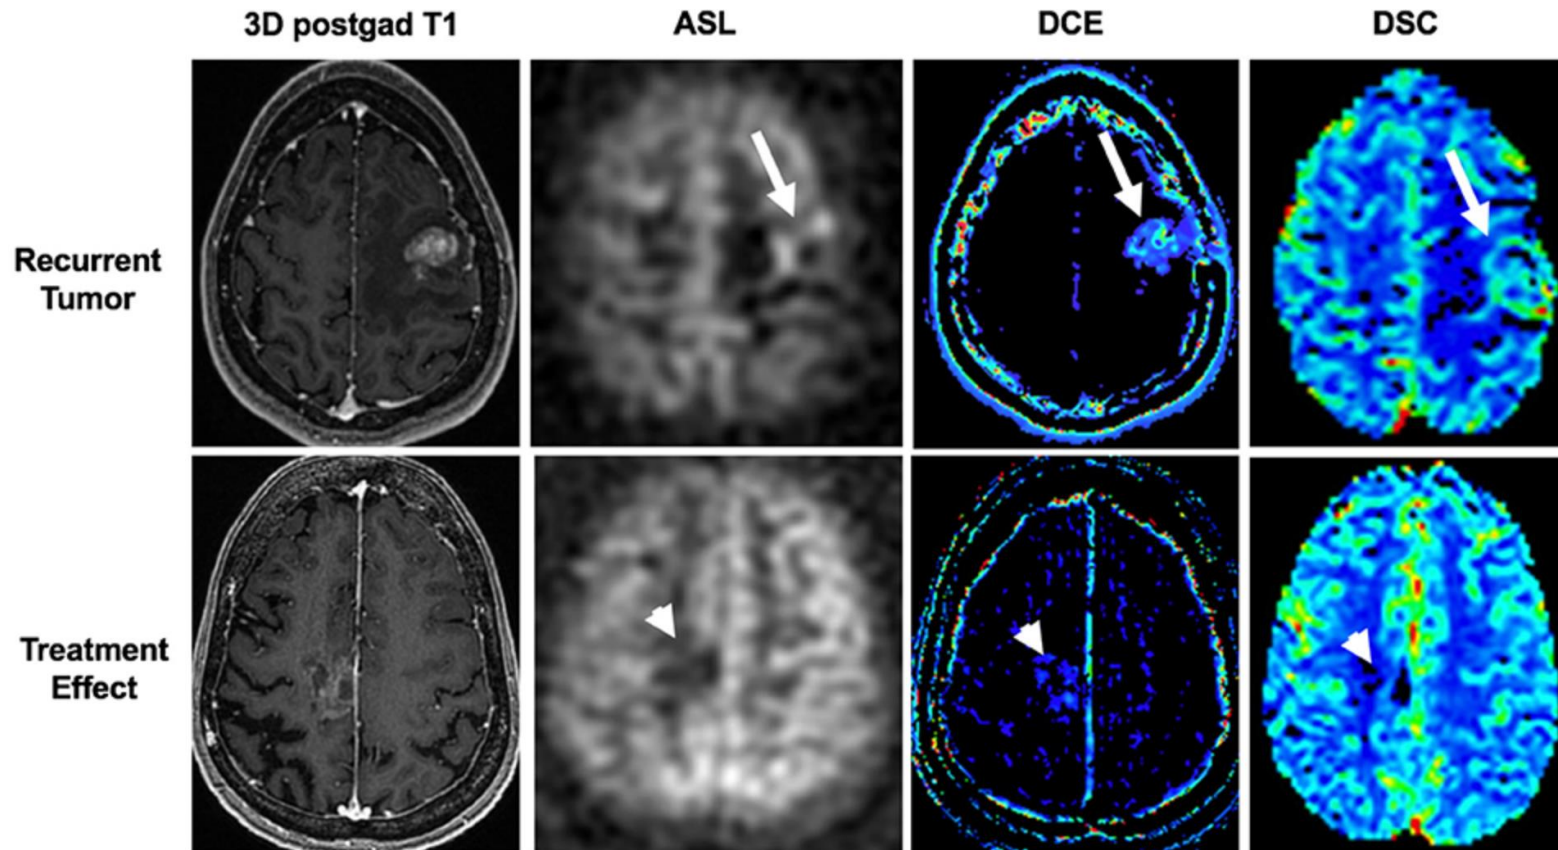 3D postgad T1 ASL DCE DSC
Recurrent
Tumor
Treatment
Effect